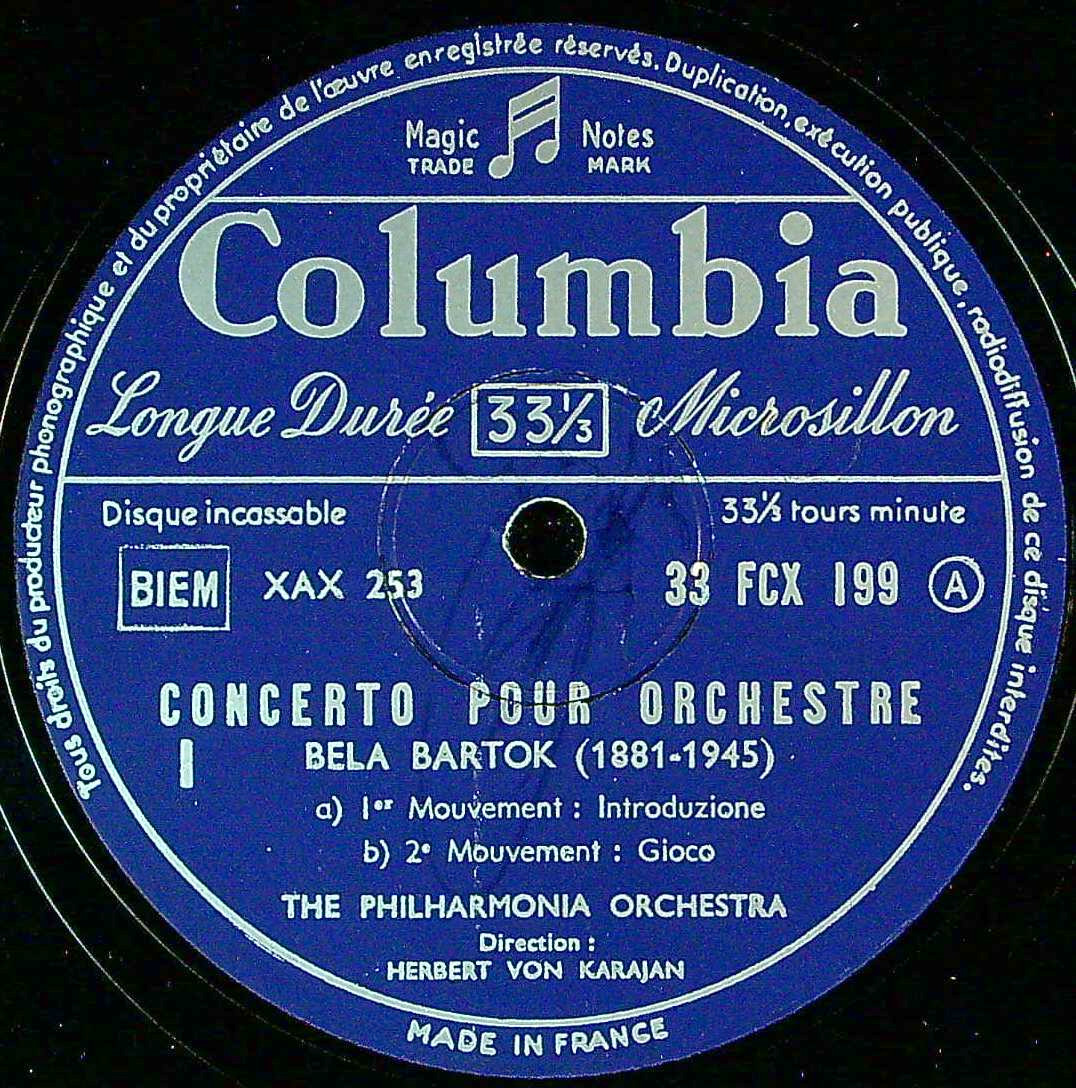 Tous droits du producteur phonographique et du propriétaire de l'œuvre enregistrée réservés. Duplication, exécution publique, radiodiffusion de ce disque interdites.
Magic Notes
TRADE MARK
Columbia
Longue Durée 33⅓ Microsillon
Disque incassable 33⅓ tours minute
BIEM XAX 253 33 FCX 199 A
CONCERTO POUR ORCHESTRE
I BELA BARTOK (1881-1945)
a) 1er Mouvement : Introduzione
b) 2e Mouvement : Gioco
THE PHILHARMONIA ORCHESTRA
Direction :
HERBERT VON KARAJAN
MADE IN FRANCE